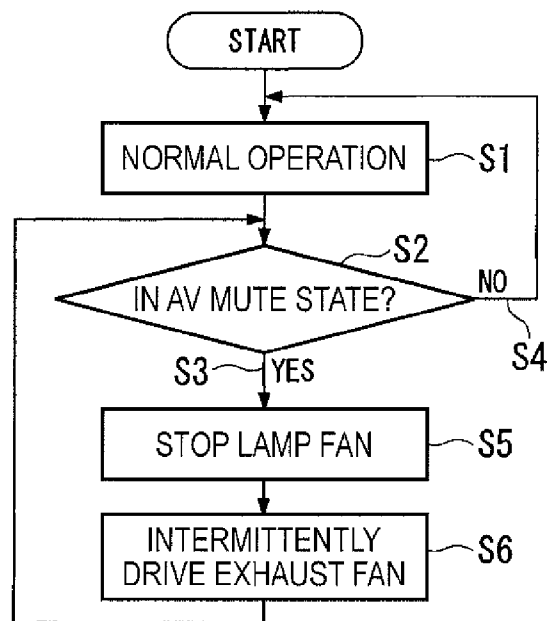 START
NORMAL OPERATION
S1
S2
IN AV MUTE STATE?
NO
S4
S3
YES
STOP LAMP FAN
S5
INTERMITTENTLY
DRIVE EXHAUST FAN
S6